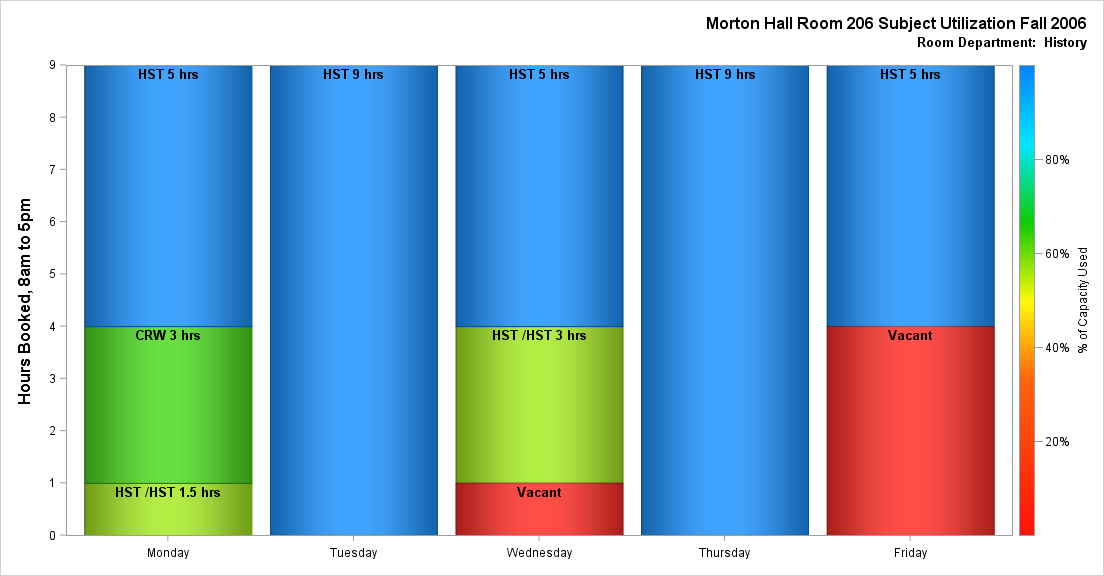 Morton Hall Room 206 Subject Utilization Fall 2006
Room Department:  History
Hours Booked, 8am to 5pm
9
8
7
6
5
4
3
2
1
0
HST 5 hrs
CRW 3 hrs
HST /HST 1.5 hrs
HST 9 hrs
HST 5 hrs
HST /HST 3 hrs
Vacant
HST 9 hrs
HST 5 hrs
Vacant
Monday
Tuesday
Wednesday
Thursday
Friday
80%
60%
40%
20%
% of Capacity Used